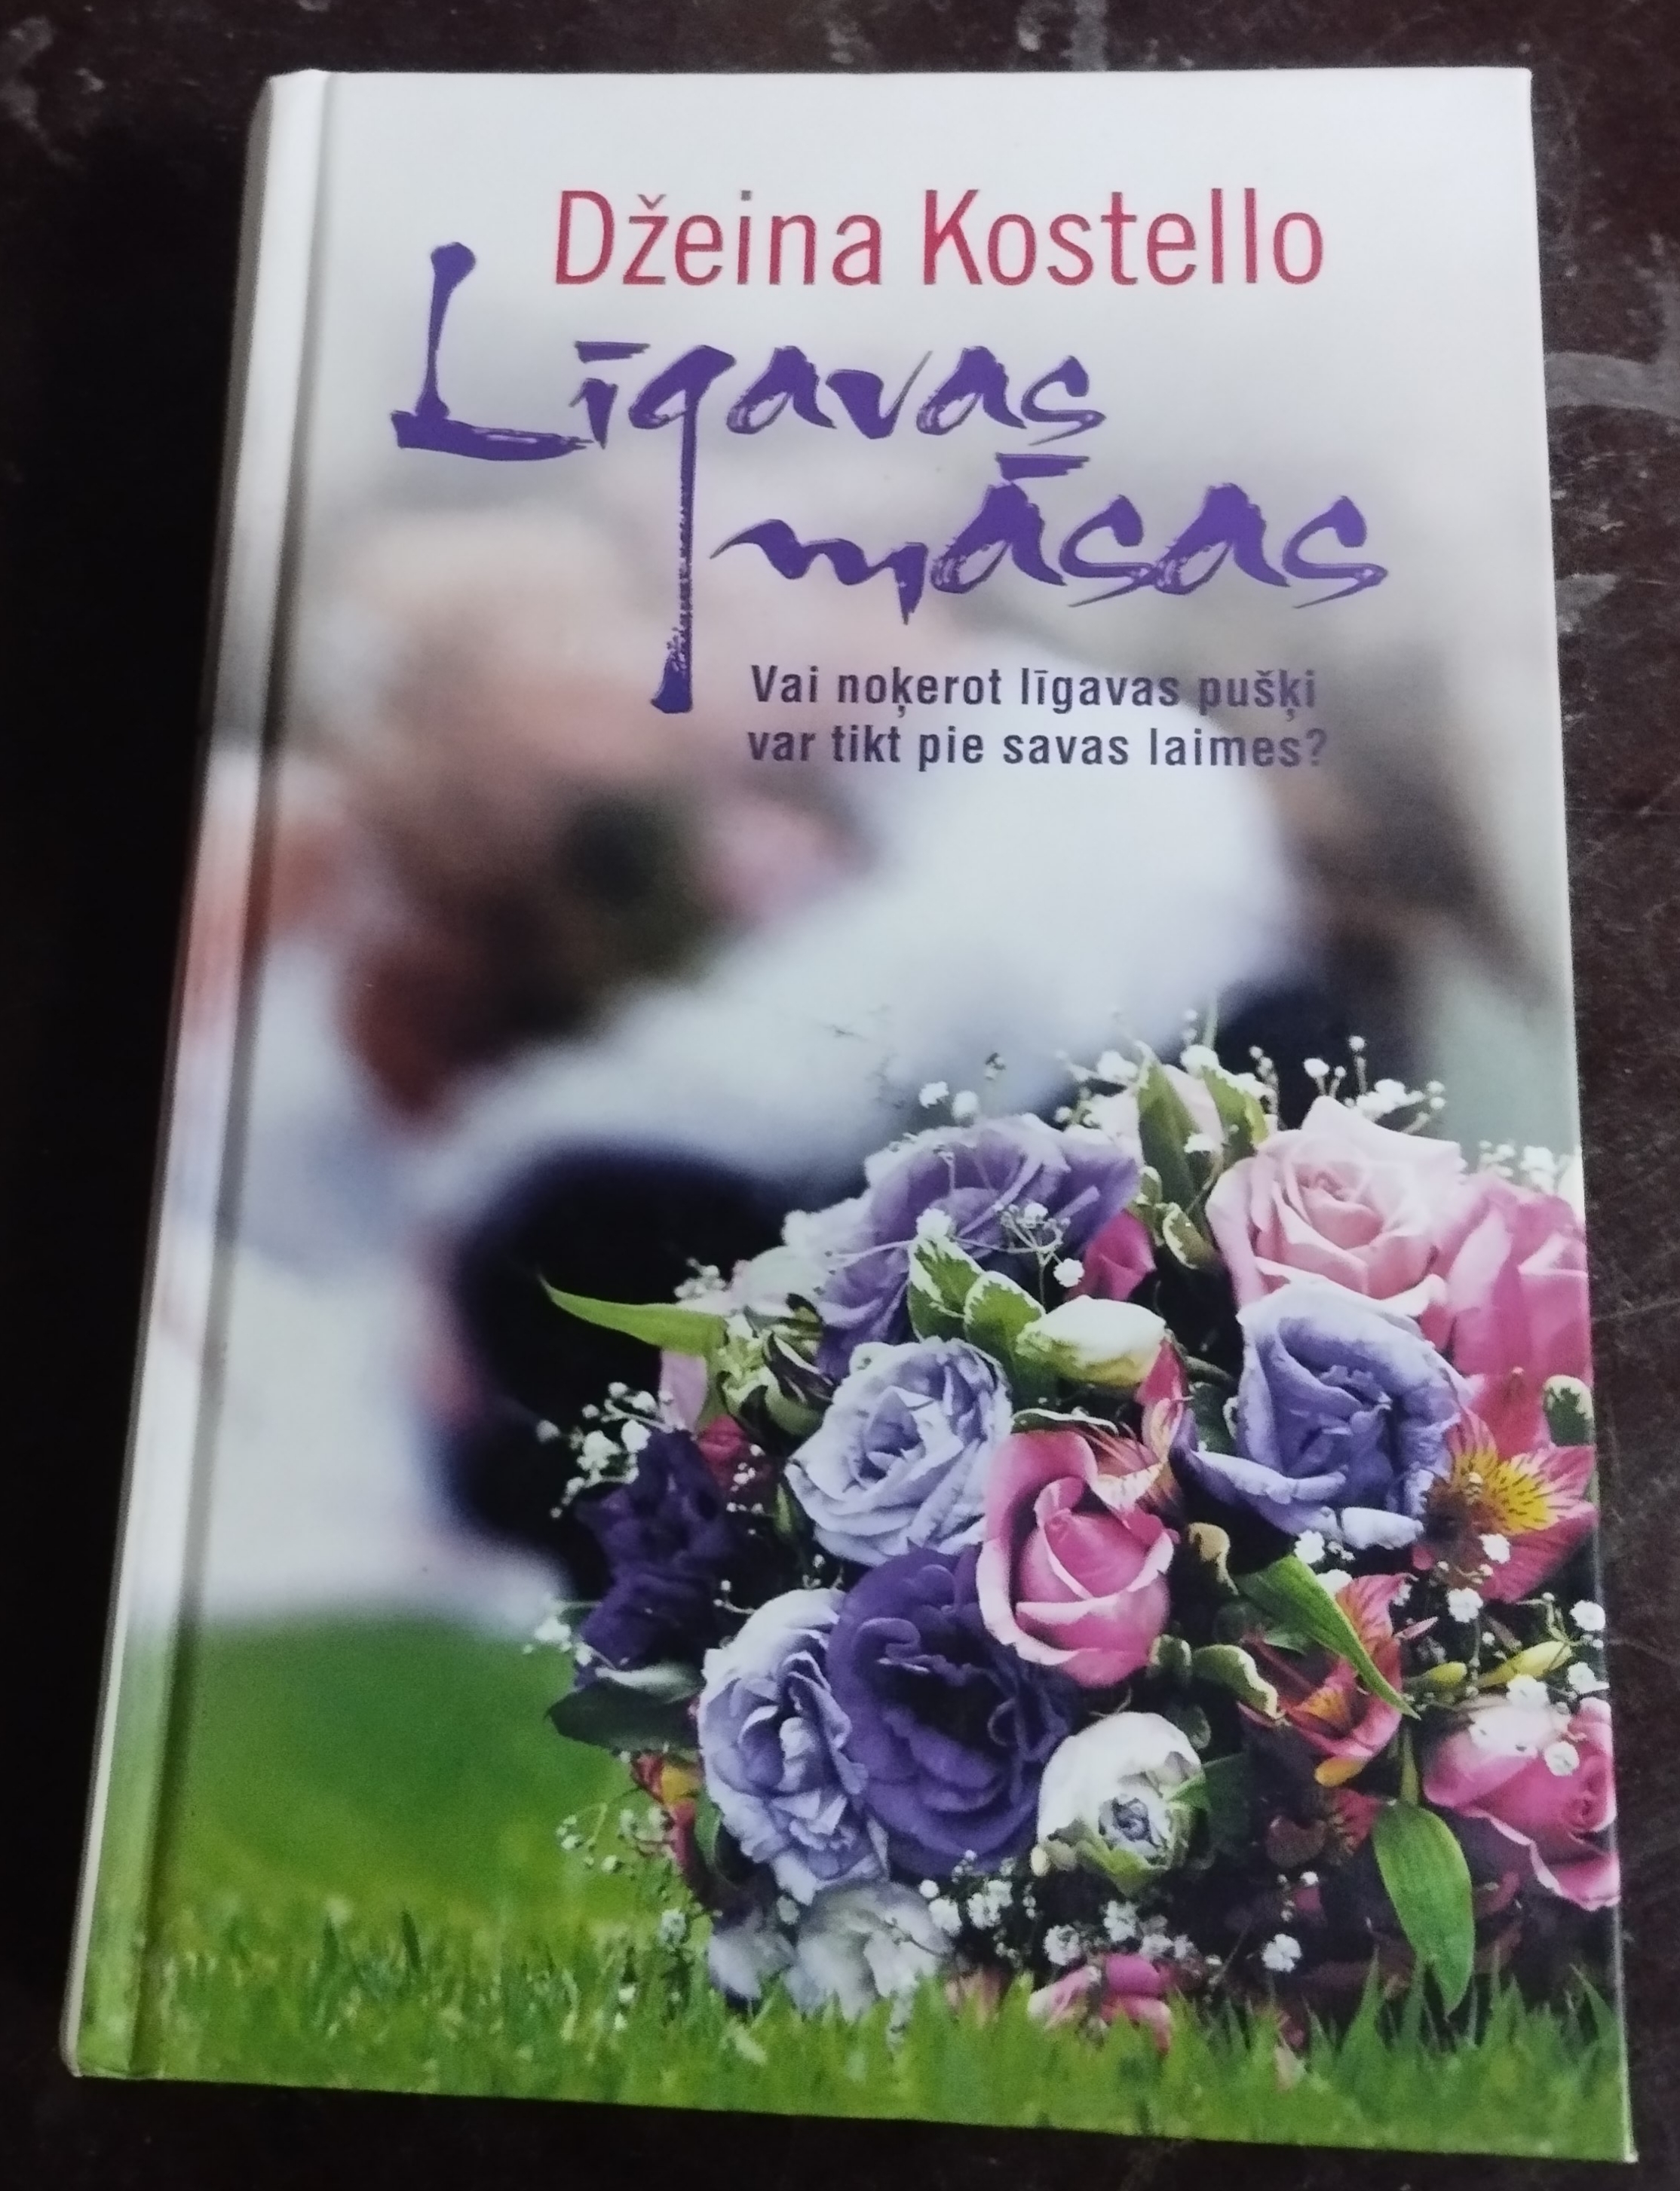 Džeina Kostello
Līgavas
māsas
Vai noķerot līgavas pušķi
var tikt pie savas laimes?